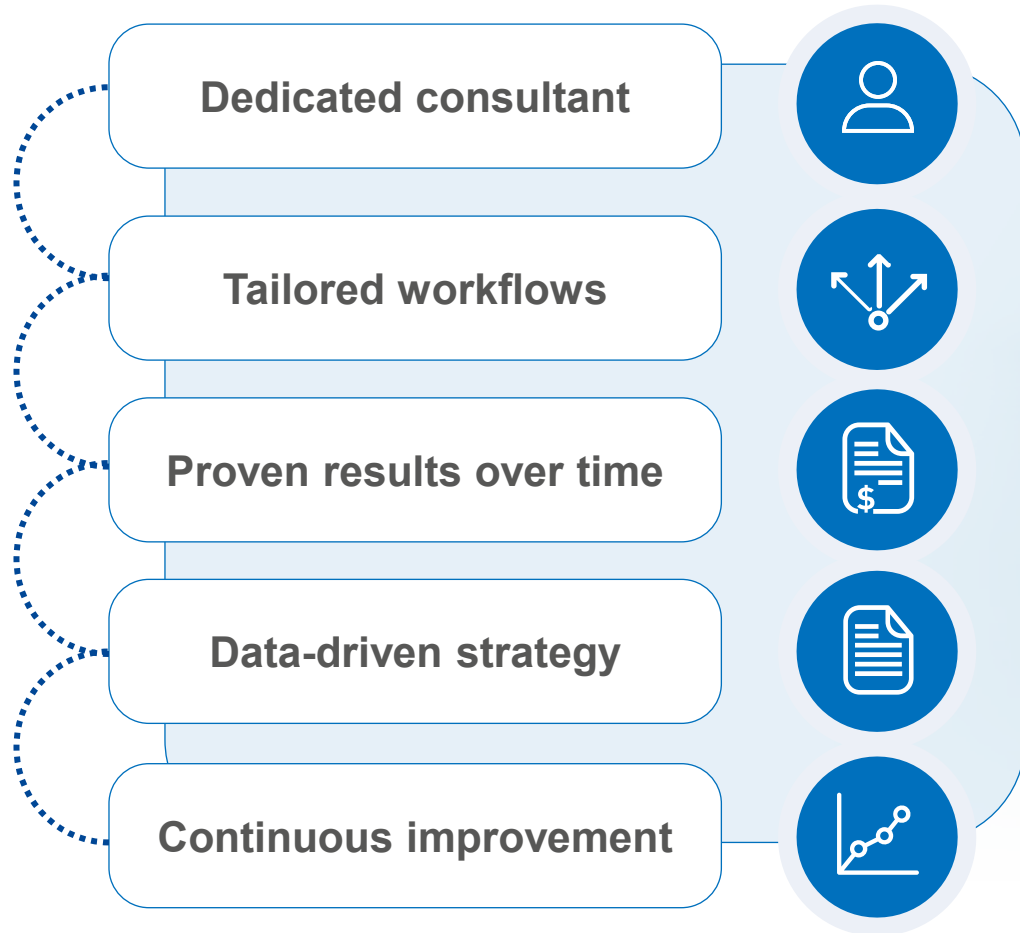 Dedicated consultant
Tailored workflows
Proven results over time
$
Data-driven strategy
Continuous improvement